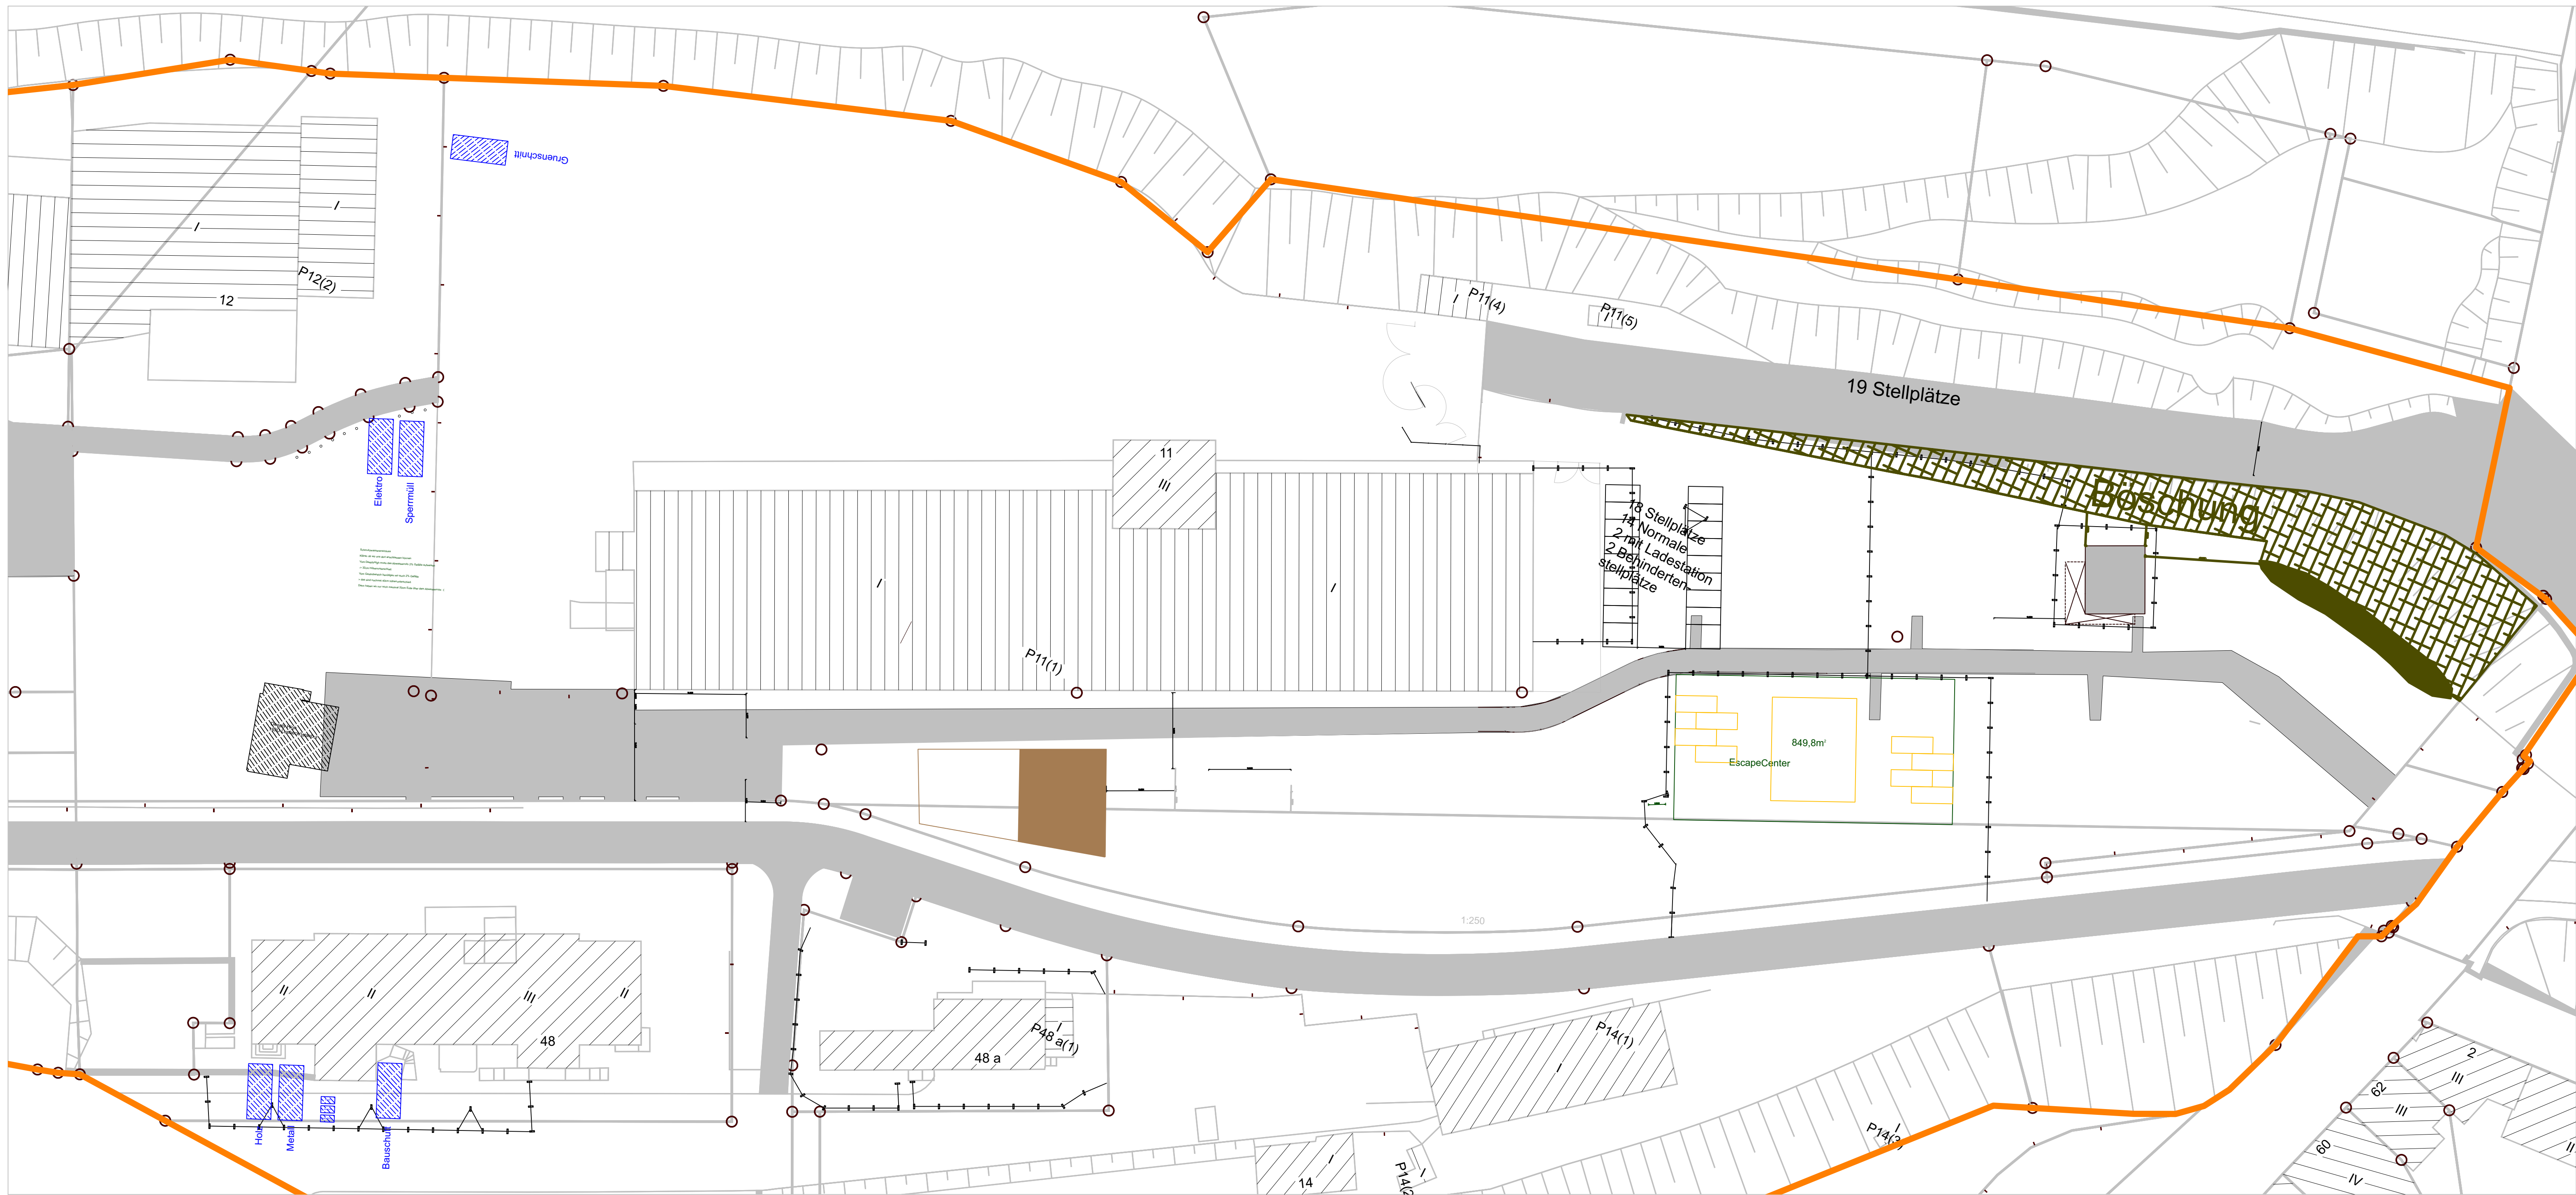 Gruenschnitt
I
I
P12(2)
12
I
P11(4)
P11(5)
I
19 Stellplätze
Elektro
Sperrmüll
11
III
18 Stellplätze
14 Normale
2 mit Ladestation
2 Behinderten-
stellplätze
Böschung
I
I
P11(1)
849,8m²
EscapeCenter
1:250
II
II
III
II
48
I
P48 a(1)
48 a
P14(1)
I
Holz
Metall
Bauschutt
I
P14(3)
I
14
I
2
III
62
III
60
IV